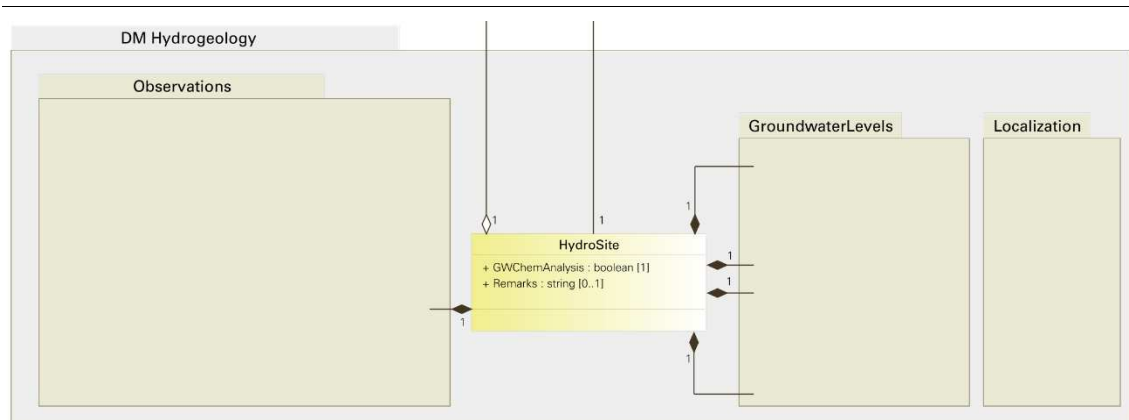 DM Hydrogeology
Observations
GroundwaterLevels
Localization
1
1
1
HydroSite
+ GWChemAnalysis : boolean [1]
+ Remarks : string [0..1]
1
1
1
1